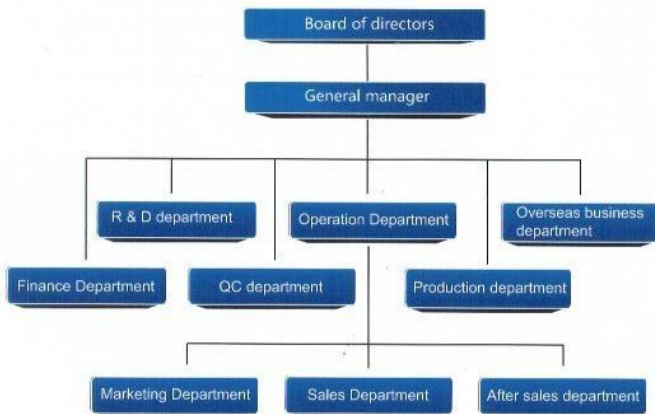 Board of directors
General manager
R & D department
Operation Department
Overseas business
department
Finance Department
QC department
Production department
Marketing Department
Sales Department
After sales department